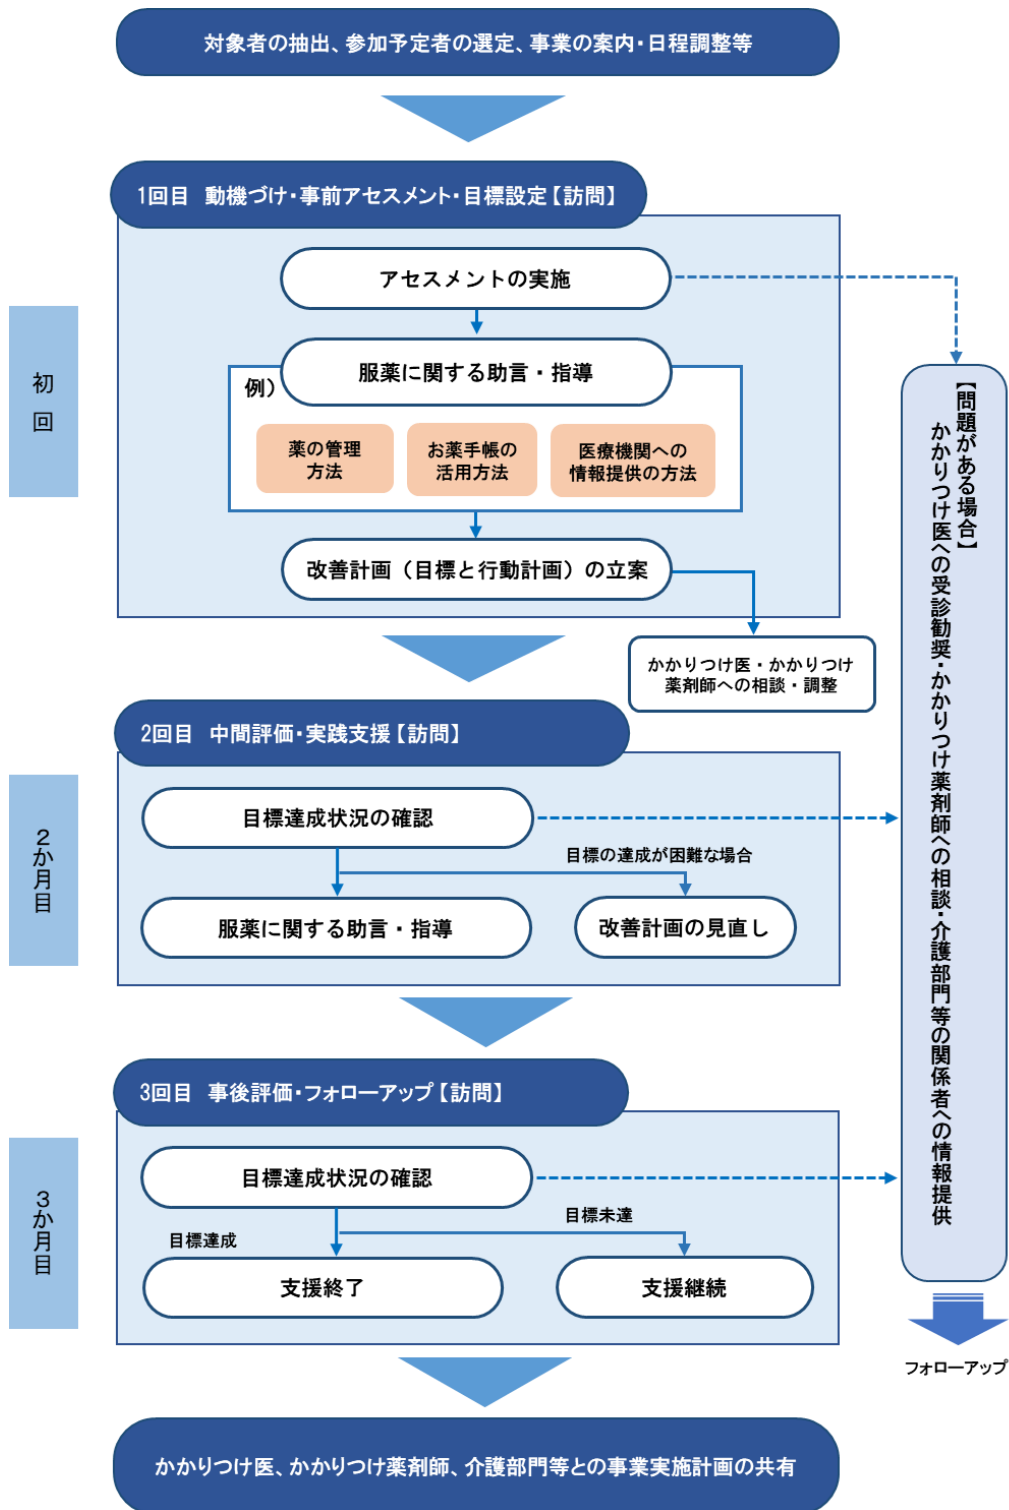 対象者の抽出、参加予定者の選定、事業の案内・日程調整等
1回目　動機づけ・事前アセスメント・目標設定【訪問】
初回
アセスメントの実施
服薬に関する助言・指導
例）
薬の管理
方法
お薬手帳の
活用方法
医療機関への
情報提供の方法
改善計画（目標と行動計画）の立案
かかりつけ医・かかりつけ
薬剤師への相談・調整
【問題がある場合】
かかりつけ医への受診勧奨・かかりつけ薬剤師への相談・介護部門等の関係者への情報提供
2回目　中間評価・実践支援【訪問】
２か月目
目標達成状況の確認
目標の達成が困難な場合
服薬に関する助言・指導
改善計画の見直し
3回目　事後評価・フォローアップ【訪問】
３か月目
目標達成状況の確認
目標未達
目標達成
支援終了
支援継続
フォローアップ
かかりつけ医、かかりつけ薬剤師、介護部門等との事業実施計画の共有